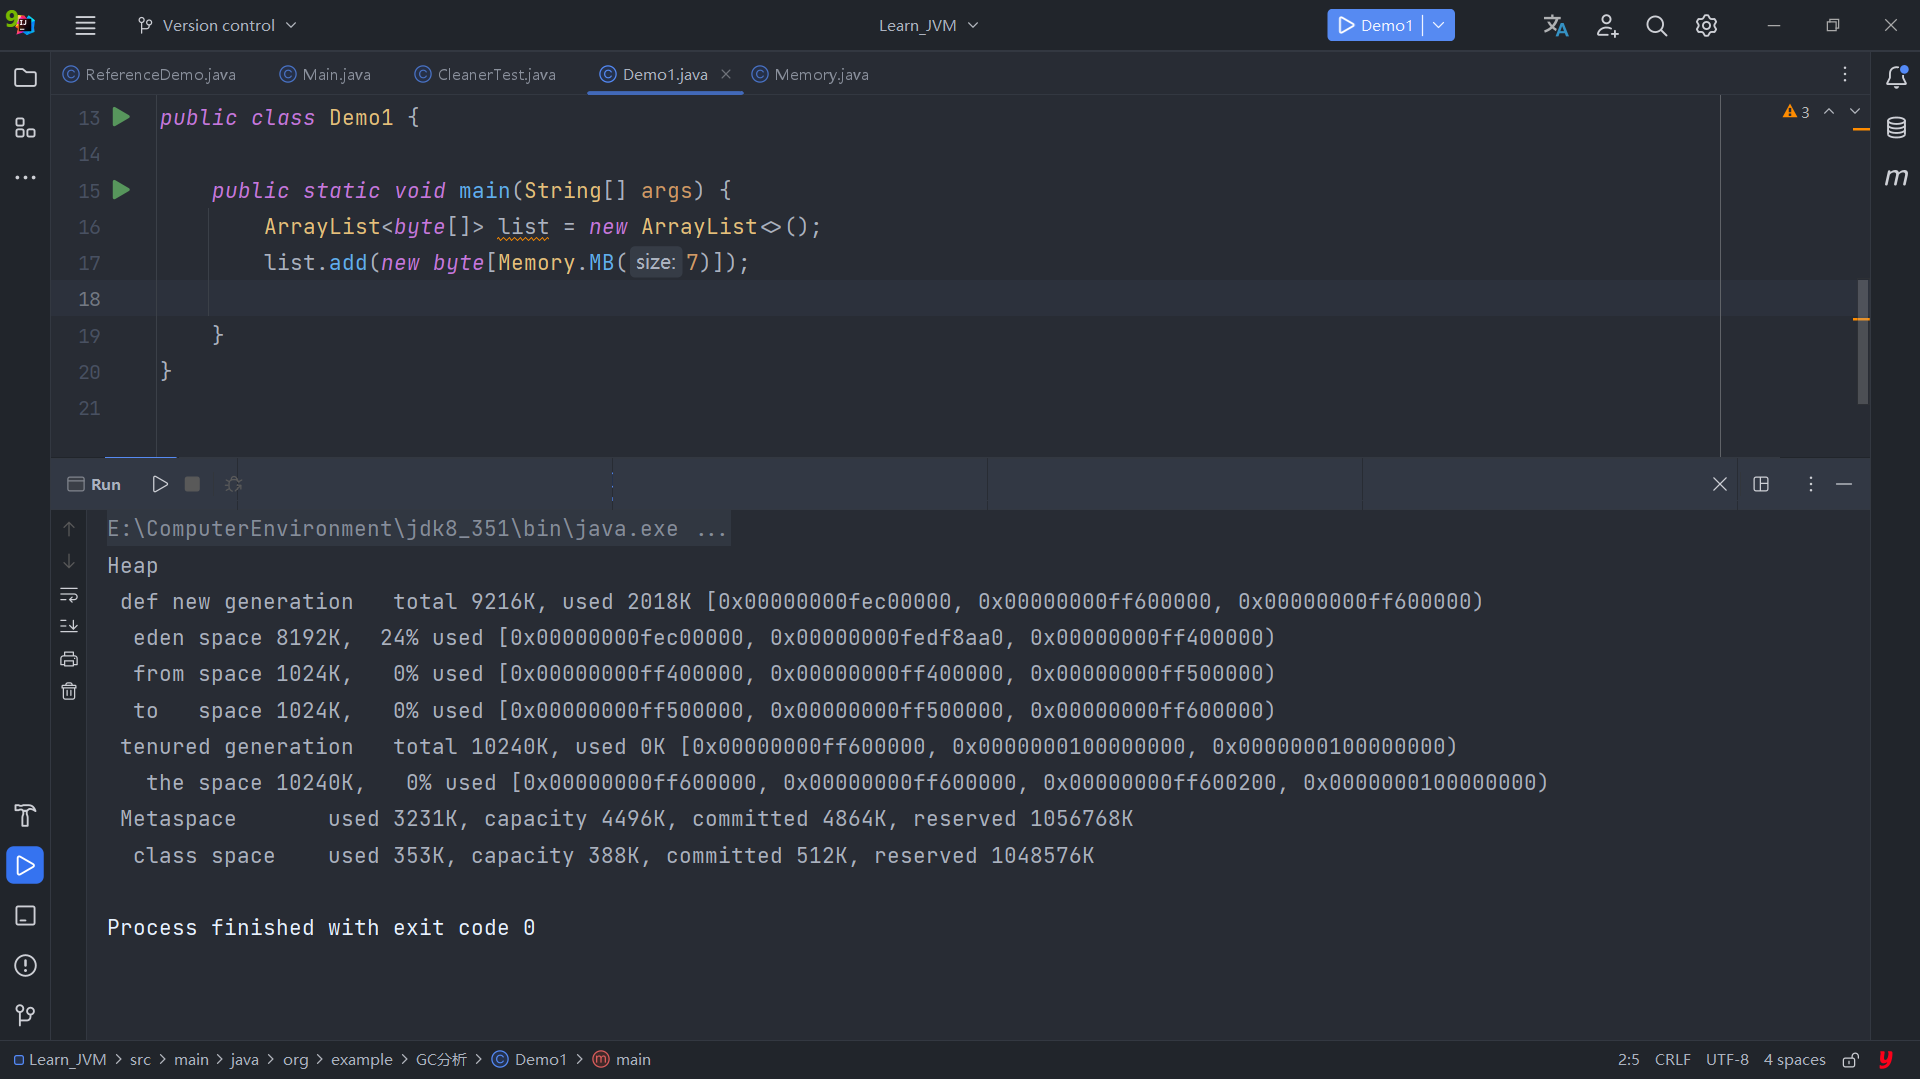 9
Version control
Learn_JVM
Demo1
ReferenceDemo.java
Main.java
CleanerTest.java
Demo1.java
Memory.java
3
13 public class Demo1 {
14
15 public static void main(String[] args) {
16 ArrayList<byte[]> list = new ArrayList<>();
17 list.add(new byte[Memory.MB( size: 7)]);
18
19 }
20 }
21
m
Run
E:\ComputerEnvironment\jdk8_351\bin\java.exe ...
Heap
def new generation   total 9216K, used 2018K [0x00000000fec00000, 0x00000000ff600000, 0x00000000ff600000)
eden space 8192K,  24% used [0x00000000fec00000, 0x00000000fedf8aa0, 0x00000000ff400000)
from space 1024K,   0% used [0x00000000ff400000, 0x00000000ff400000, 0x00000000ff500000)
to   space 1024K,   0% used [0x00000000ff500000, 0x00000000ff500000, 0x00000000ff600000)
tenured generation   total 10240K, used 0K [0x00000000ff600000, 0x0000000100000000, 0x0000000100000000)
the space 10240K,   0% used [0x00000000ff600000, 0x00000000ff600000, 0x00000000ff600200, 0x0000000100000000)
Metaspace       used 3231K, capacity 4496K, committed 4864K, reserved 1056768K
class space    used 353K, capacity 388K, committed 512K, reserved 1048576K
Process finished with exit code 0
Learn_JVM > src > main > java > org > example > GC分析 > Demo1 > main
2:5 CRLF UTF-8 4 spaces